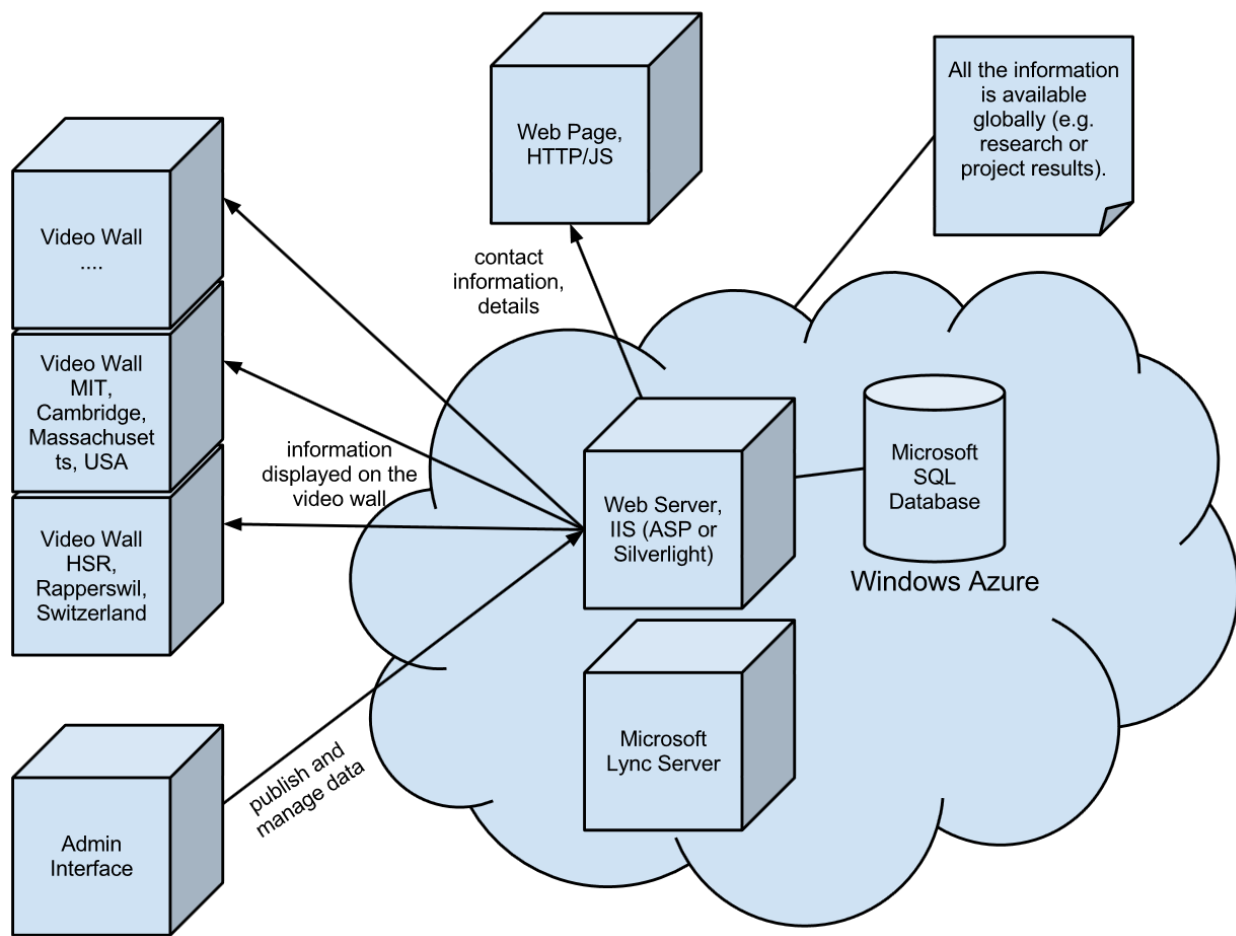 Web Page,
HTTP/JS
All the information
is available
globally (e.g.
research or
project results).
Video Wall
....
contact
information,
details
Video Wall
MIT,
Cambridge,
Massachuset
ts, USA
information
displayed on the
video wall
Web Server,
IIS (ASP or
Silverlight)
Microsoft
SQL
Database
Windows Azure
Video Wall
HSR,
Rapperswil,
Switzerland
Microsoft
Lync Server
publish and
manage data
Admin
Interface